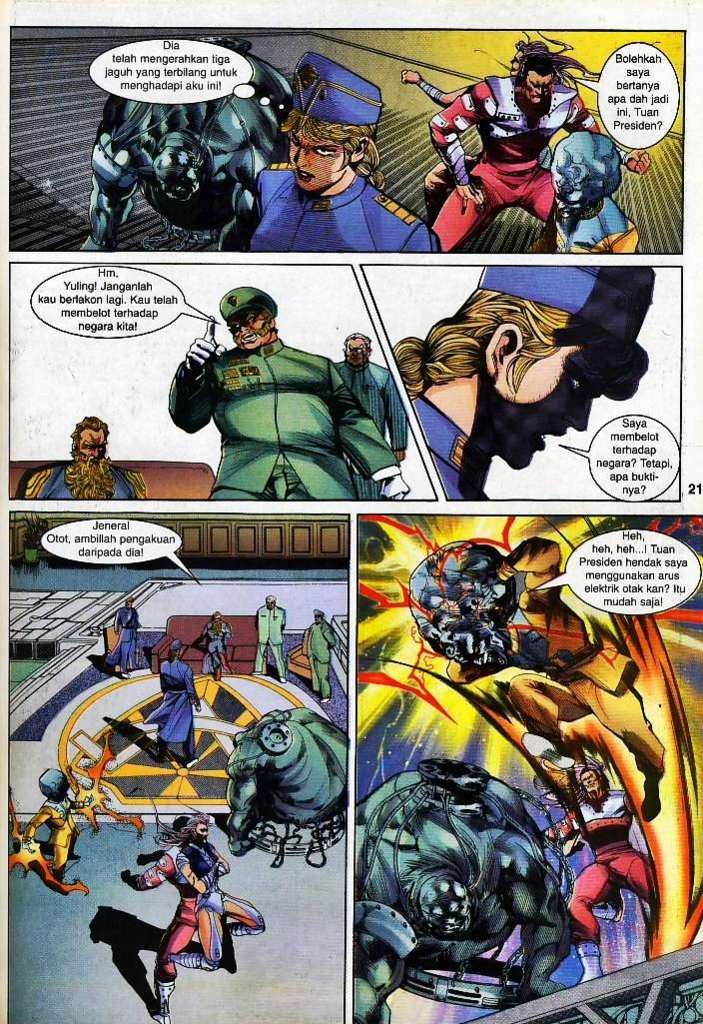 Dia
telah mengerahkan tiga
jaguh yang terbilang untuk
menghadapi aku ini!
Bolehkah
saya
bertanya
apa dah jadi
ini, Tuan
Presiden?
Hm,
Yuling! Janganlah
kau berlakon lagi. Kau telah
membelot terhadap
negara kita!
Saya
membelot
terhadap
negara? Tetapi,
apa bukti-
nya?
21
Jeneral
Otot, ambillah pengakuan
daripada dia!
Heh,
heh, heh...! Tuan
Presiden hendak saya
menggunakan arus
elektrik otak kan? Itu
mudah saja!